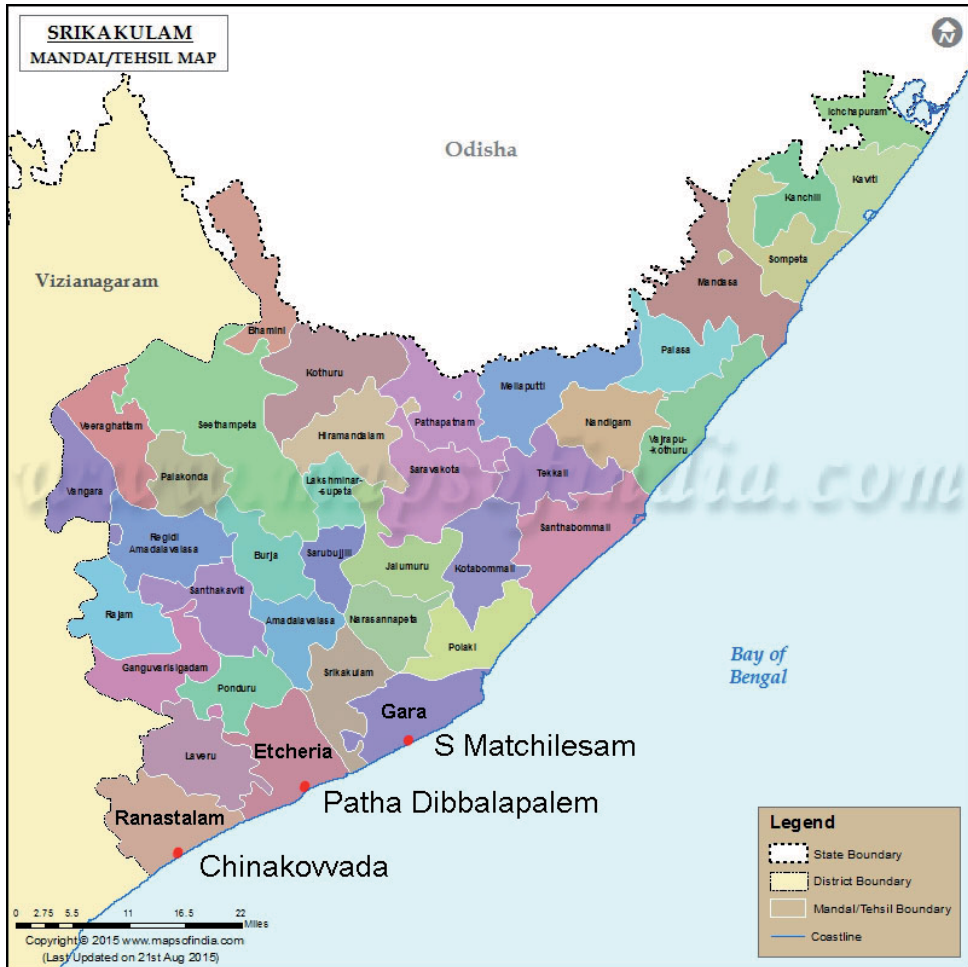 SRIKAKULAM
MANDAL/TEHSIL MAP
N
Ichchapuram
Odisha
Kaviti
Kanchili
Sompeta
Vizianagaram
Mandasa
Bhamini
Palasa
Kothuru
Meliaputti
Veeraghattam
Seethampeta
Hiramandalam
Pathapatnam
Nandigam
Vajrapu-
-kothuru
Palakonda
Saravakota
Tekkali
www.mapsofindia.com
Vangara
Lakshminar-
-supeta
Santhabommali
Regidi
Amadalavalasa
Burja
Sarubujjili
Jalumuru
Kotabommali
Santhakaviti
Rajam
Amadalavalasa
Narasannapeta
Polaki
Bay of
Bengal
Ganguvarisigadam
Srikakulam
Ponduru
Gara
S Matchilesam
Laveru
Etcheria
Patha Dibbalapalem
Ranastalam
Chinakovvada
Legend
State Boundary
District Boundary
Mandal/Tehsil Boundary
Coastline
0 2.75 5.5 11 16.5 22
Miles
Copyright © 2015 www.mapsofindia.com
(Last Updated on 21st Aug 2015)